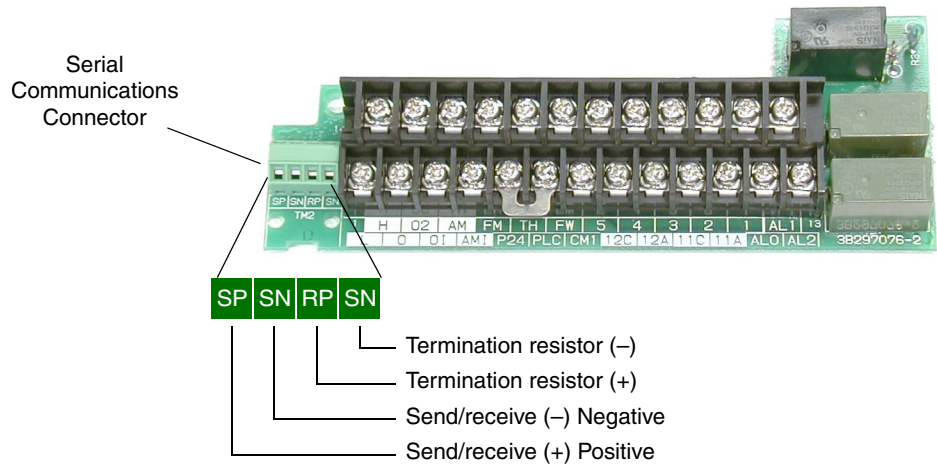 Serial
Communications
Connector
SP SN RP SN
TM2
H O2 AM FM TH FW 5 4 3 2 1 AL1 13
L O OI AMI P24 PLC CM1 12C 12A 11C 11A AL0 AL2
3B297076-2
NAiS
SP SN RP SN
Termination resistor (–)
Termination resistor (+)
Send/receive (–) Negative
Send/receive (+) Positive